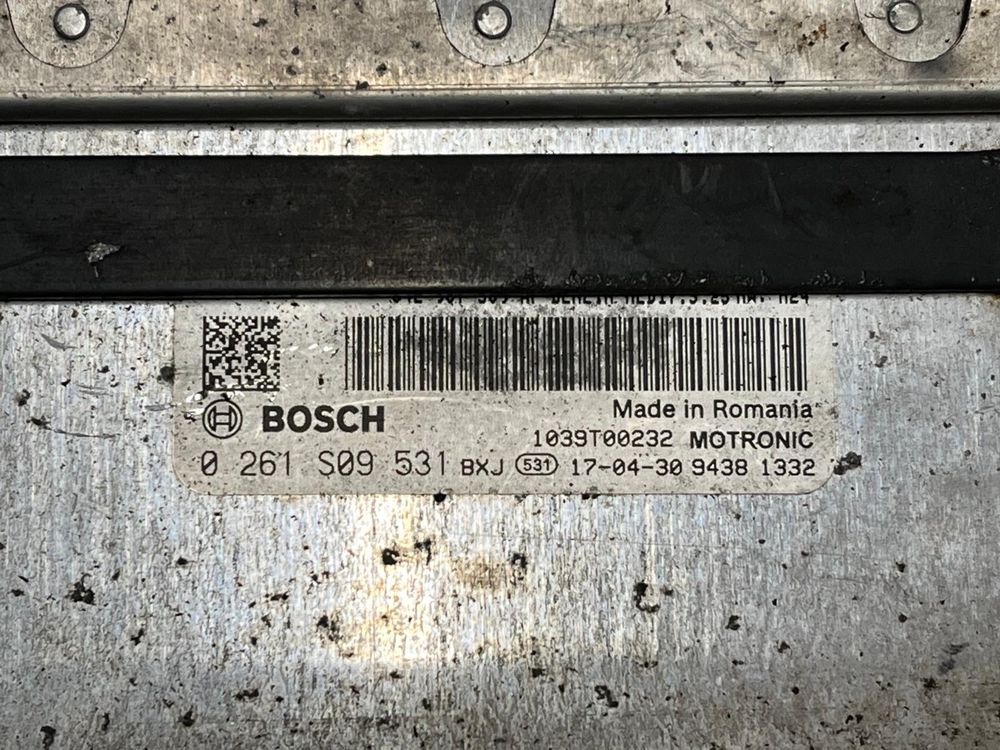 BOSCH
Made in Romania
1039T00232 MOTRONIC
0 261 S09 531 BXJ 531 17-04-30 9438 1332